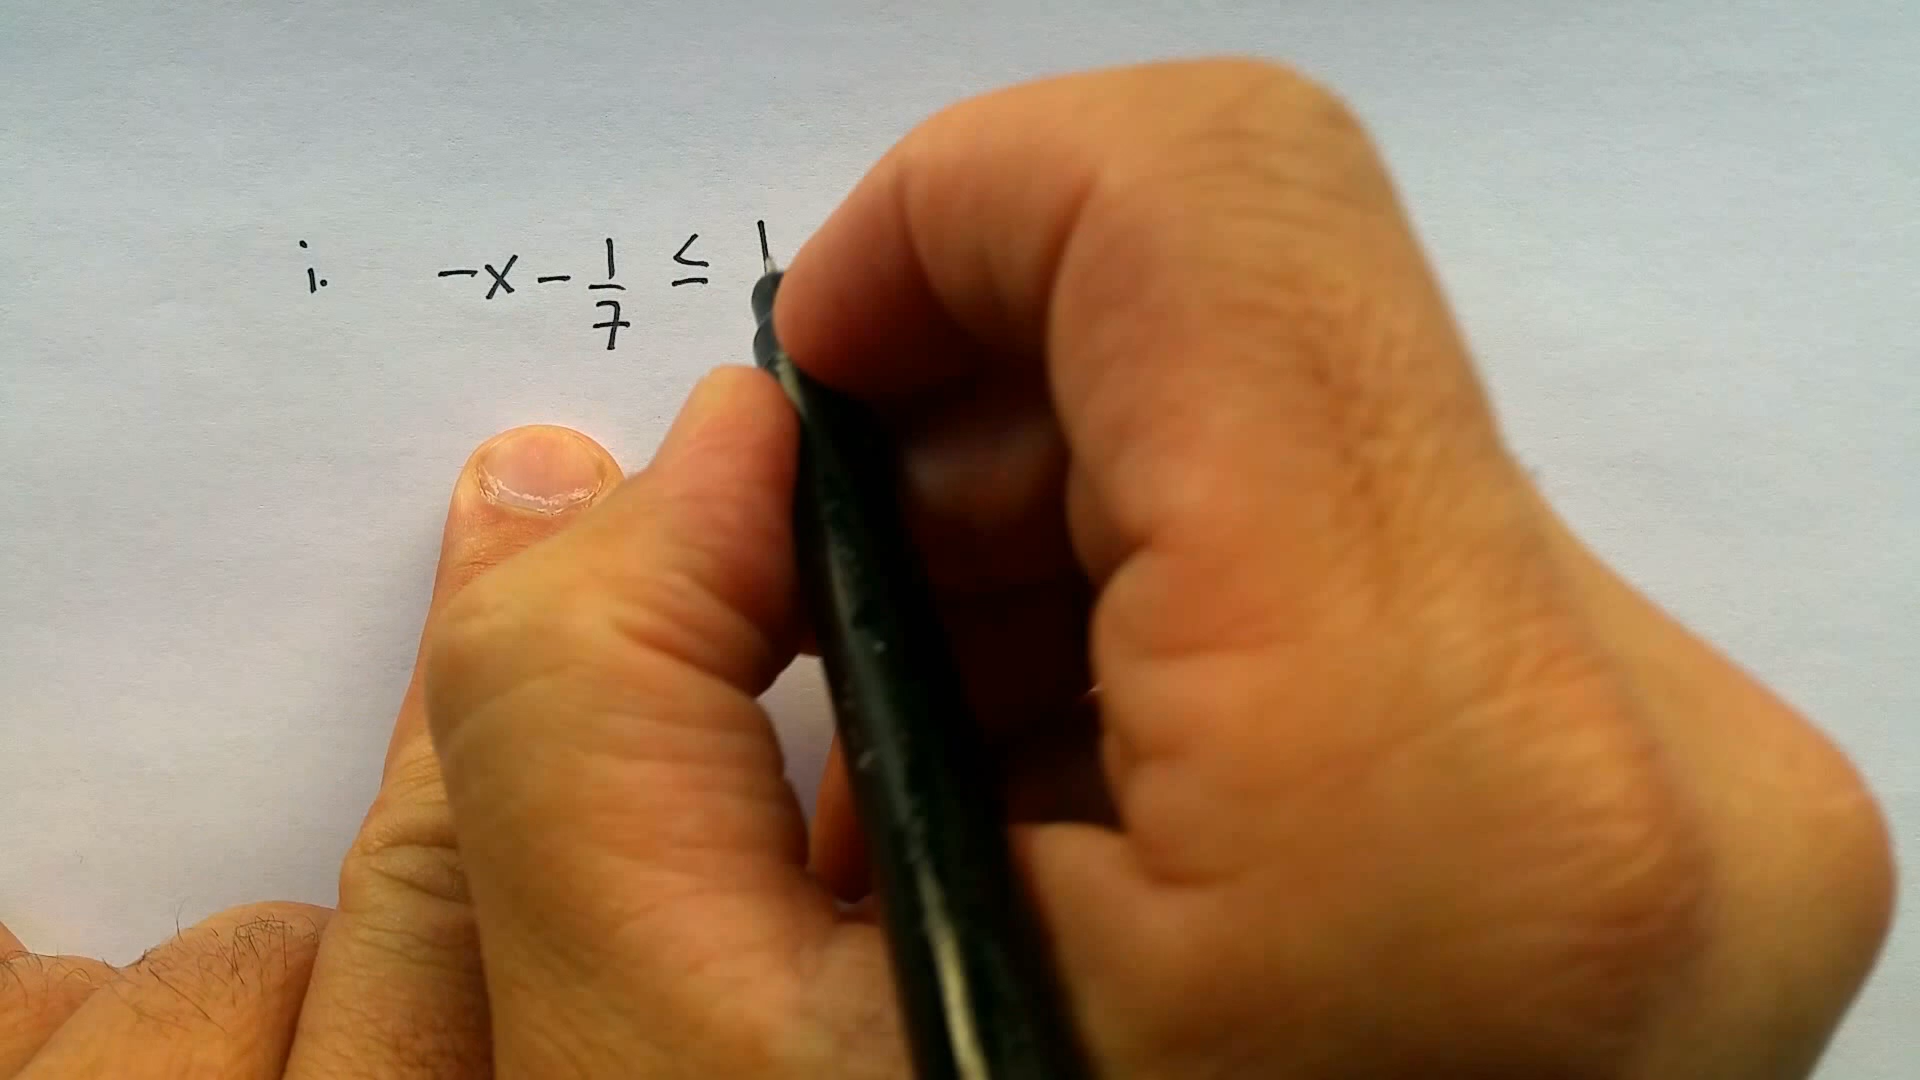 i. -x - 1/7 ≤